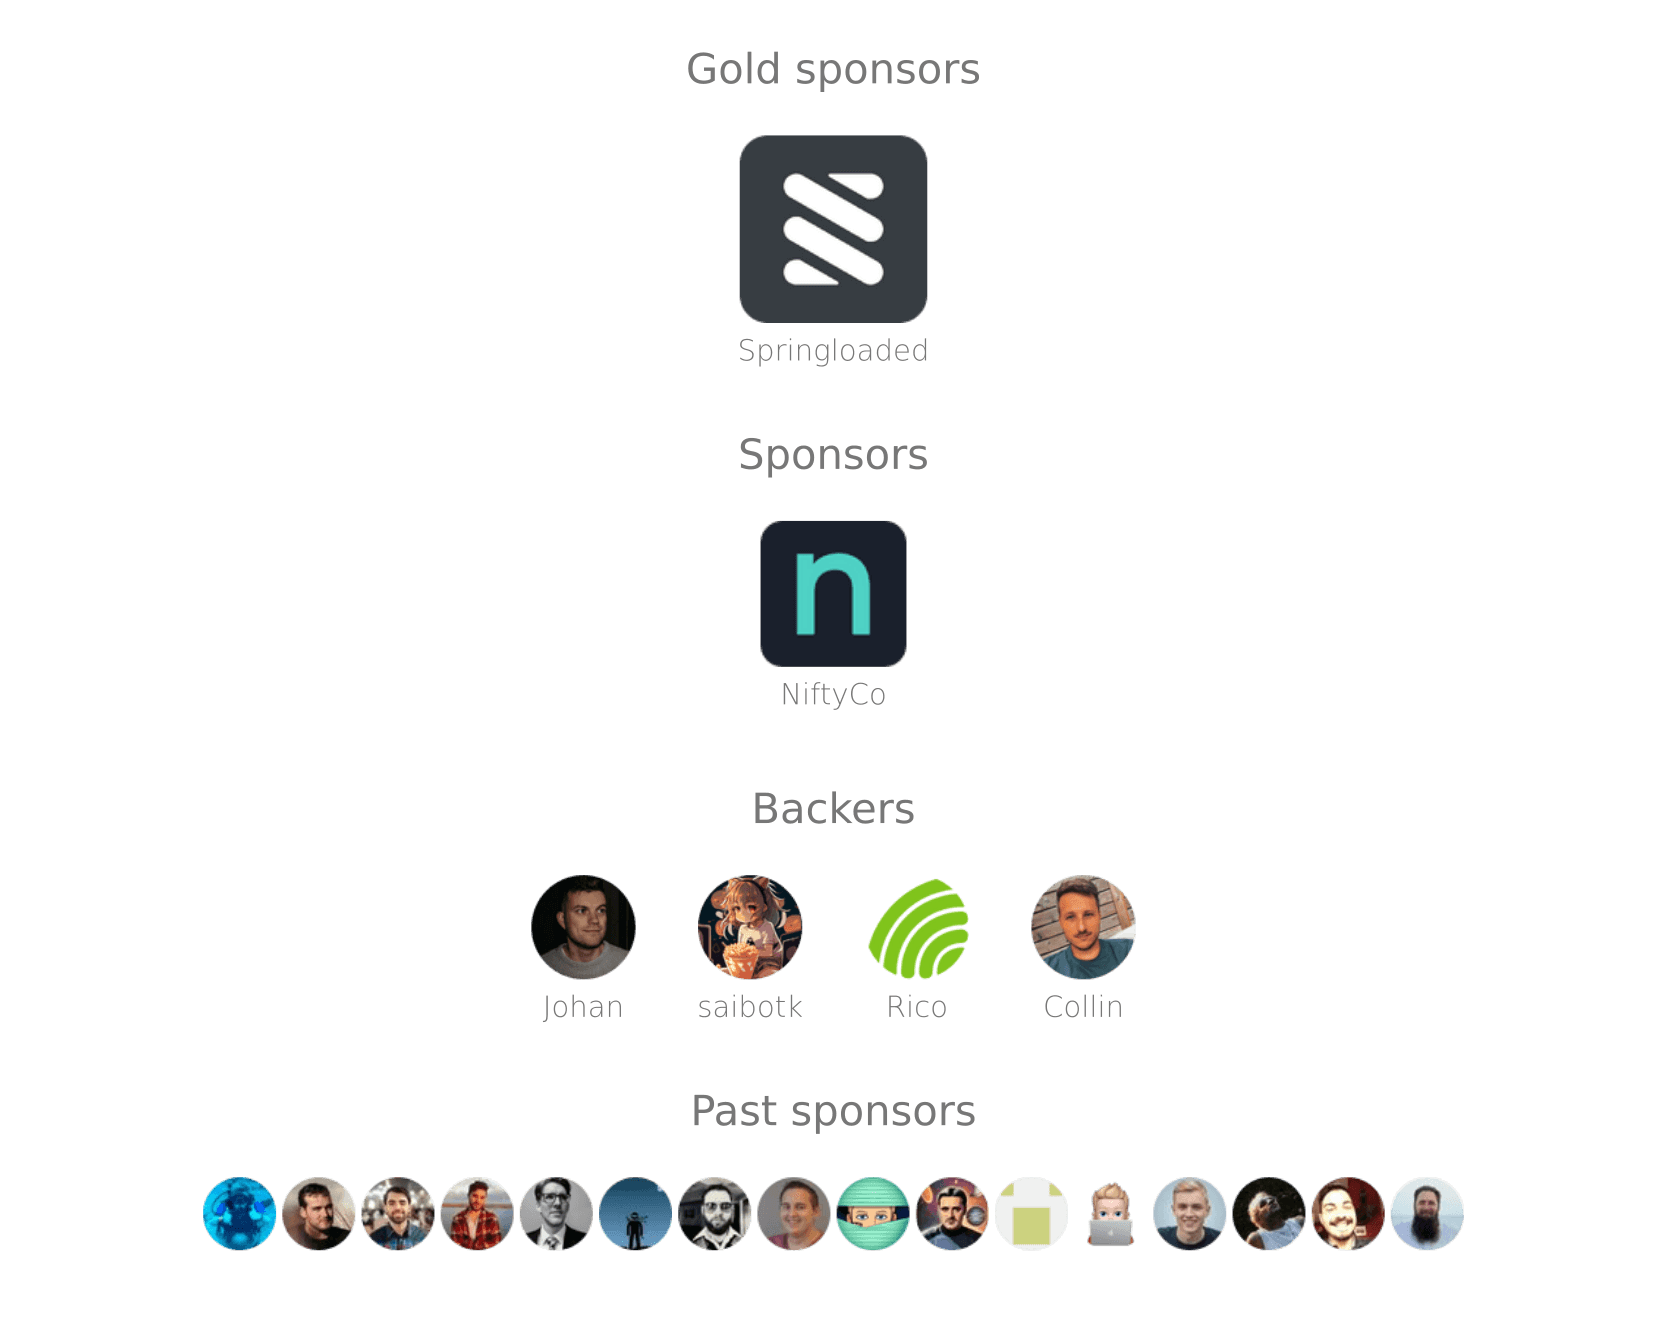 Gold sponsors
Springloaded
Sponsors
n
NiftyCo
Backers
Johan
saibotk
Rico
Collin
Past sponsors